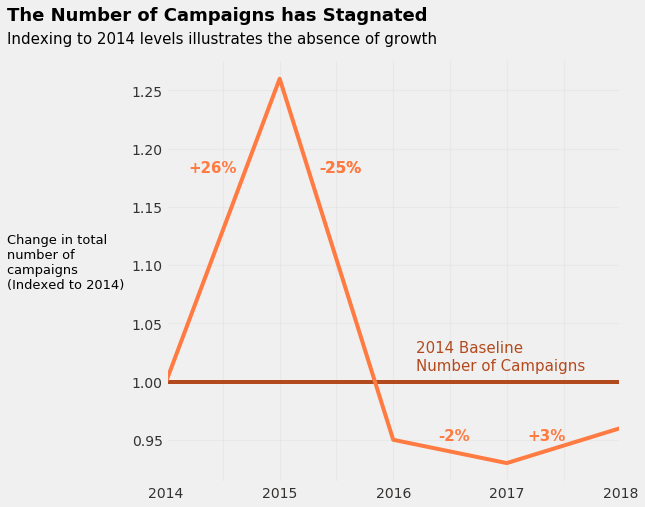 The Number of Campaigns has Stagnated
Indexing to 2014 levels illustrates the absence of growth
1.25
1.20
+26%
-25%
1.15
Change in total
number of
campaigns
(Indexed to 2014)
1.10
1.05
2014 Baseline
Number of Campaigns
1.00
0.95
-2%
+3%
2014
2015
2016
2017
2018